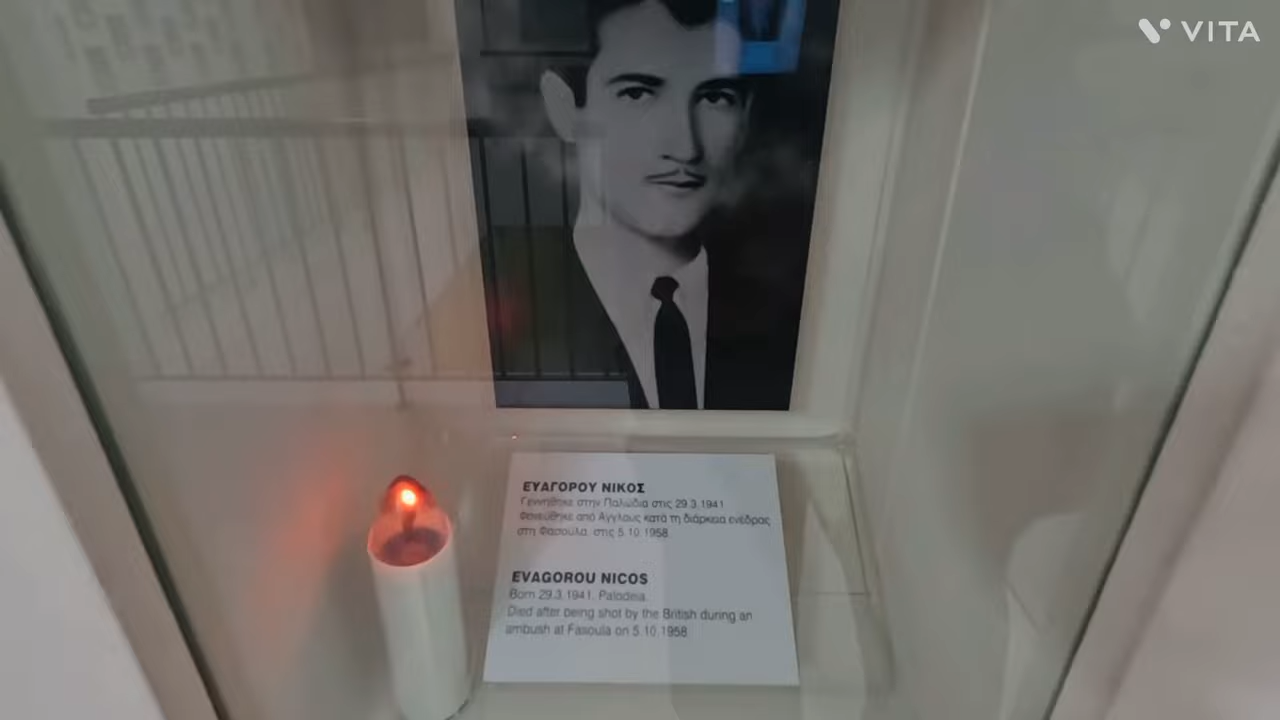 VITA
ΕΥΑΓΟΡΟΥ ΝΙΚΟΣ
Γεννήθηκε στην Παλώδια στις 29.3.1941
Φονεύθηκε από Άγγλους κατά τη διάρκεια ενέδρας
στη Φασούλα, στις 5.10.1958
EVAGOROU NICOS
Born 29.3.1941, Palodeia.
Died after being shot by the British during an
ambush at Fasoula on 5.10.1958